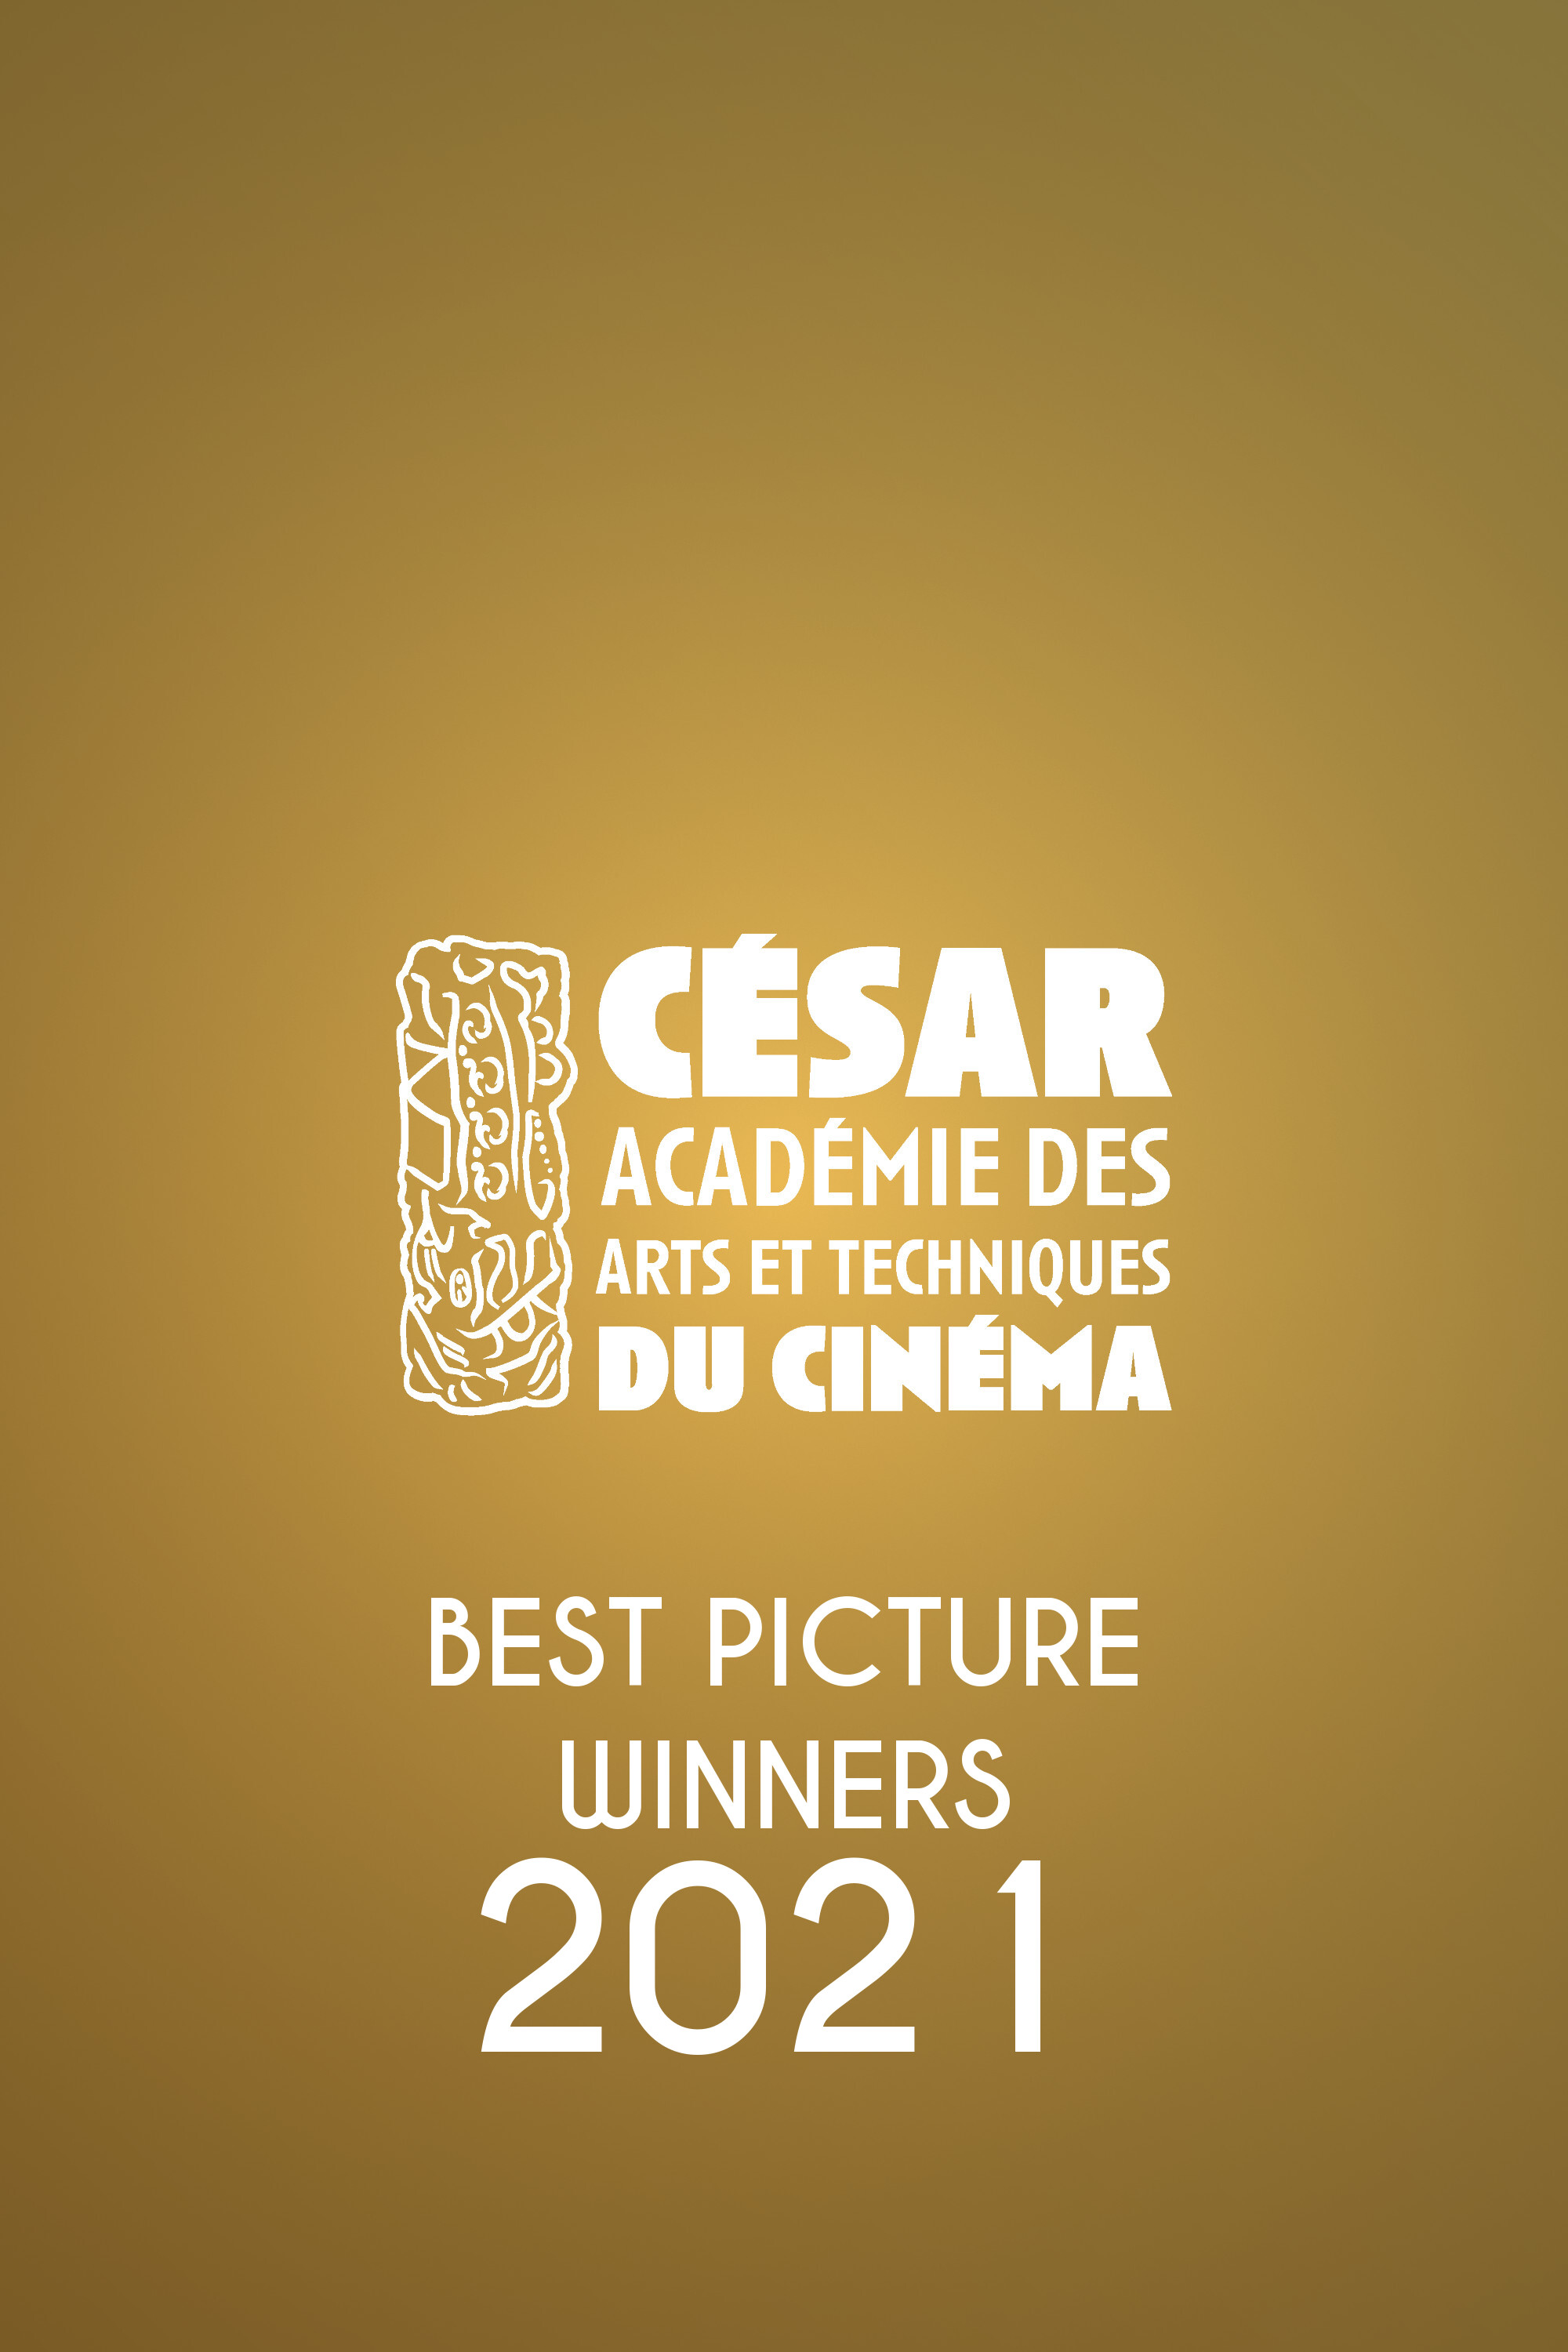 CÉSAR
ACADÉMIE DES
ARTS ET TECHNIQUES
DU CINÉMA
BEST PICTURE
WINNERS
2021